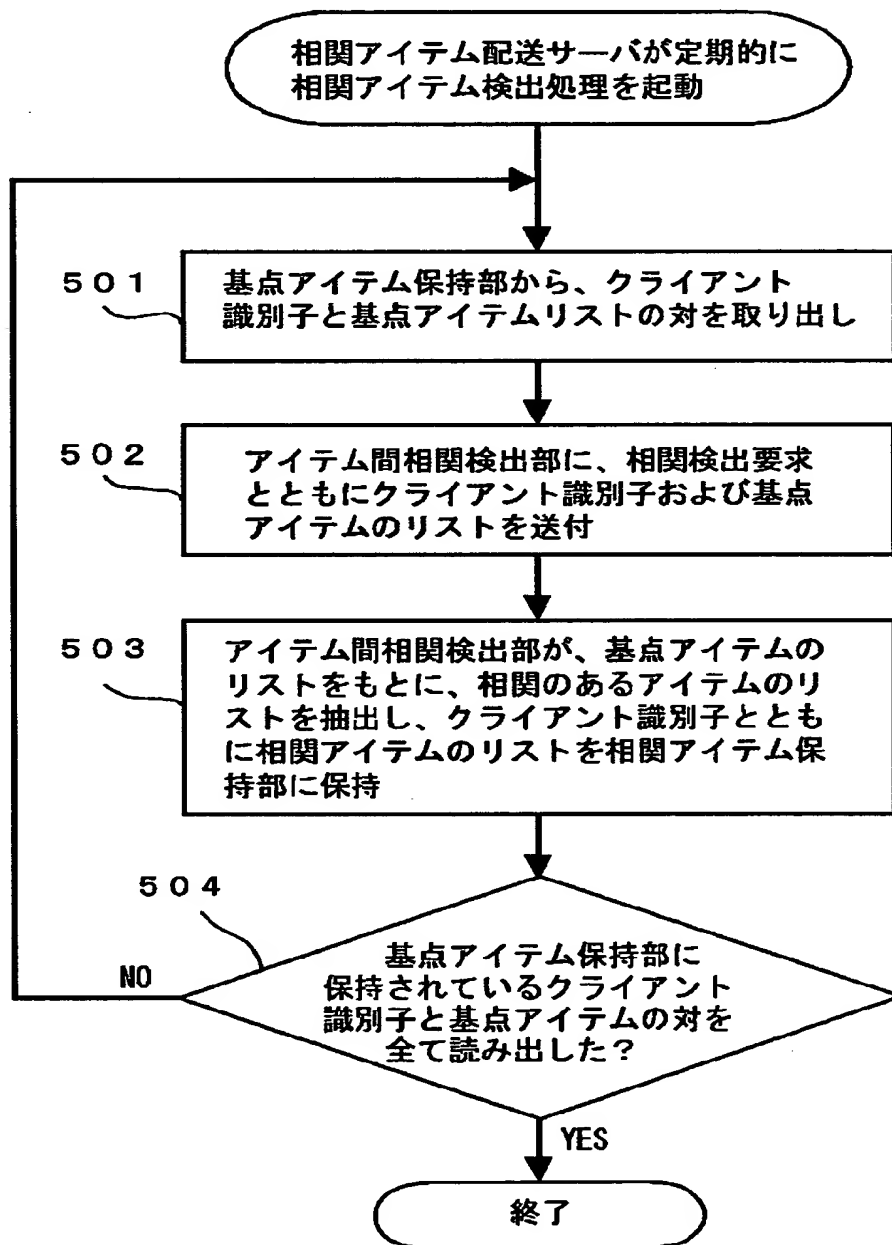 相関アイテム配送サーバが定期的に
相関アイテム検出処理を起動
501
基点アイテム保持部から、クライアント
識別子と基点アイテムリストの対を取り出し
502
アイテム間相関検出部に、相関検出要求
とともにクライアント識別子および基点
アイテムのリストを送付
503
アイテム間相関検出部が、基点アイテムの
リストをもとに、相関のあるアイテムのリ
ストを抽出し、クライアント識別子ととも
に相関アイテムのリストを相関アイテム保
持部に保持
504
基点アイテム保持部に
保持されているクライアント
識別子と基点アイテムの対を
全て読み出した?
NO
YES
終了